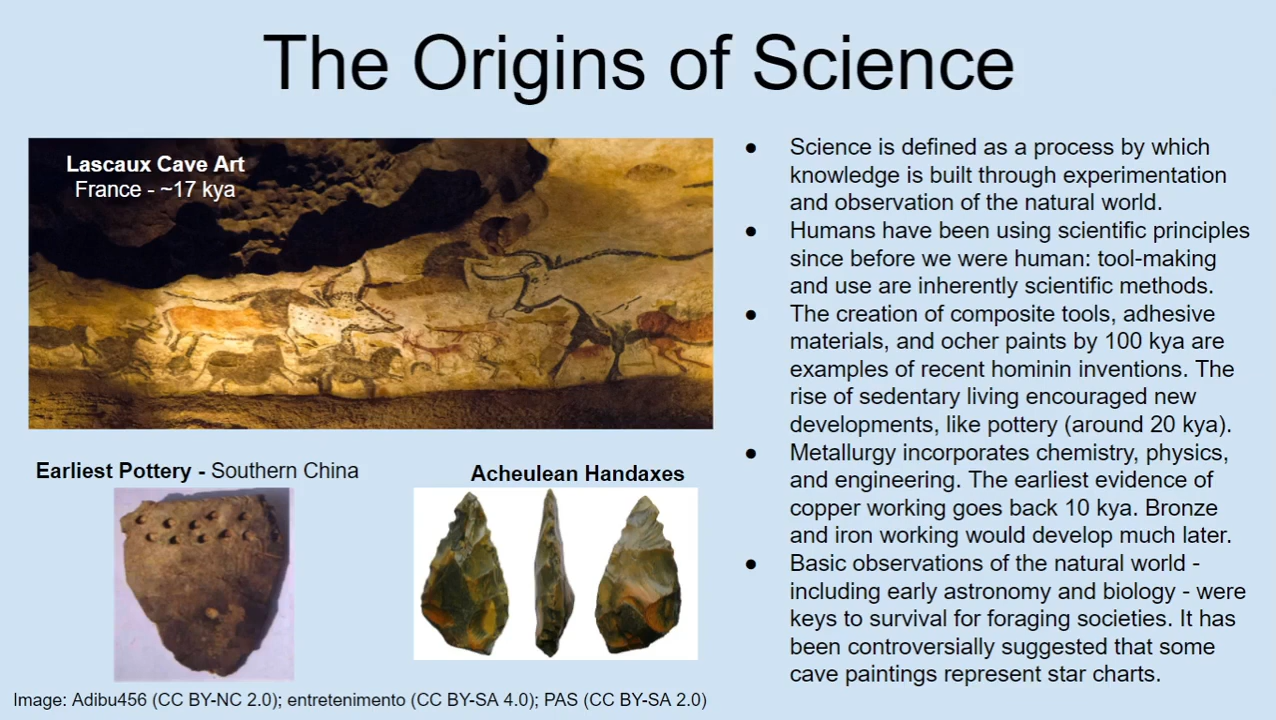 The Origins of Science
Lascaux Cave Art
France - ~17 kya
Earliest Pottery - Southern China
Acheulean Handaxes
Image: Adibu456 (CC BY-NC 2.0); entretenimento (CC BY-SA 4.0); PAS (CC BY-SA 2.0)
● Science is defined as a process by which
knowledge is built through experimentation
and observation of the natural world.
● Humans have been using scientific principles
since before we were human: tool-making
and use are inherently scientific methods.
● The creation of composite tools, adhesive
materials, and ocher paints by 100 kya are
examples of recent hominin inventions. The
rise of sedentary living encouraged new
developments, like pottery (around 20 kya).
● Metallurgy incorporates chemistry, physics,
and engineering. The earliest evidence of
copper working goes back 10 kya. Bronze
and iron working would develop much later.
● Basic observations of the natural world -
including early astronomy and biology - were
keys to survival for foraging societies. It has
been controversially suggested that some
cave paintings represent star charts.